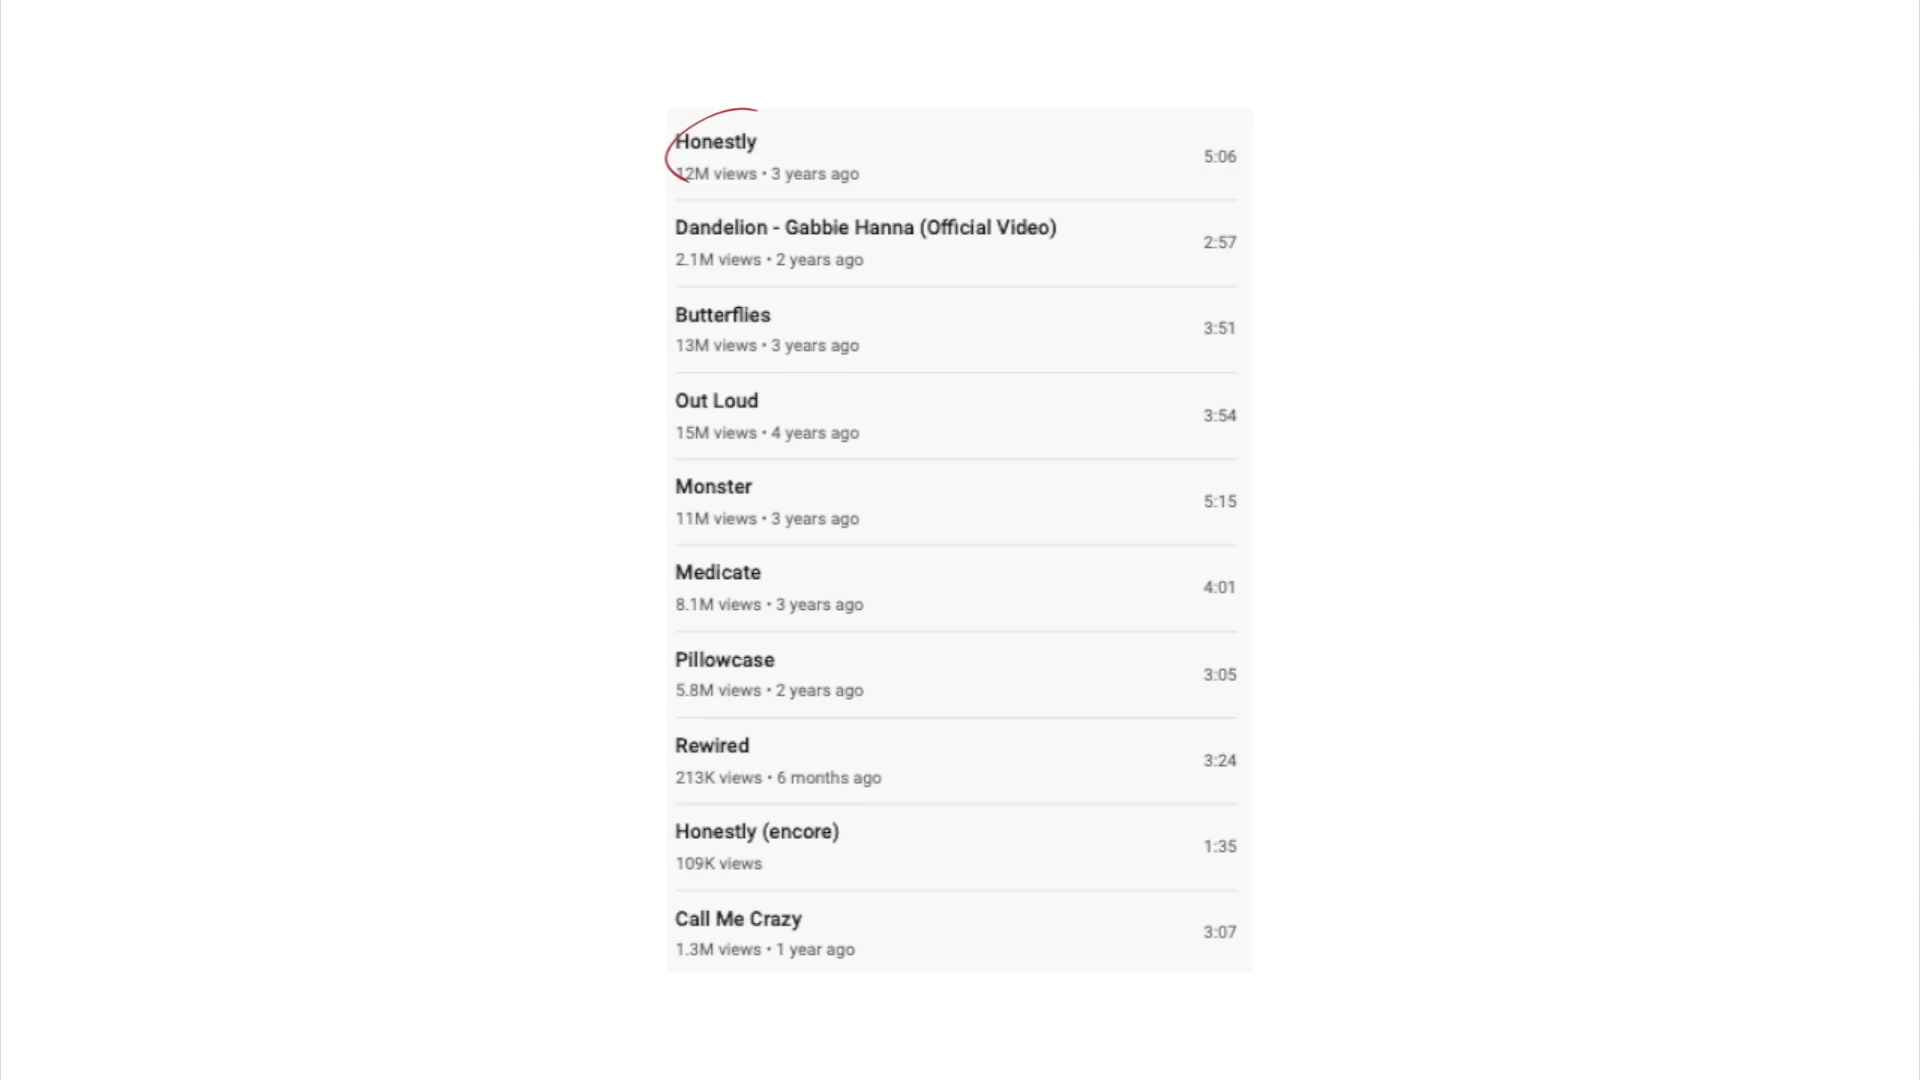 Honestly
12M views • 3 years ago
5:06
Dandelion - Gabbie Hanna (Official Video)
2.1M views • 2 years ago
2:57
Butterflies
13M views • 3 years ago
3:51
Out Loud
15M views • 4 years ago
3:54
Monster
11M views • 3 years ago
5:15
Medicate
8.1M views • 3 years ago
4:01
Pillowcase
5.8M views • 2 years ago
3:05
Rewired
213K views • 6 months ago
3:24
Honestly (encore)
109K views
1:35
Call Me Crazy
1.3M views • 1 year ago
3:07